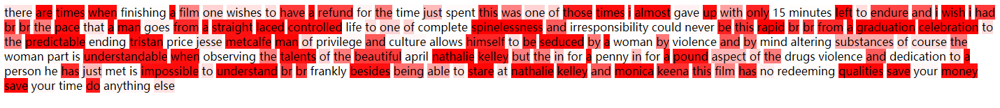 there are times when finishing a film one wishes to have a refund for the time just spent this was one of those times i almost gave up with only 15 minutes left to endure and i wish i had
br br the pace that a man goes from a straight laced controlled life to one of complete spinelessness and irresponsibility could never be this rapid br br from a graduation celebration to
the predictable ending tristan price jesse metcalfe man of privilege and culture allows himself to be seduced by a woman by violence and by mind altering substances of course the
woman part is understandable when observing the talents of the beautiful april nathalie kelley but the in for a penny in for a pound aspect of the drugs violence and dedication to a
person he has just met is impossible to understand br br frankly besides being able to stare at nathalie kelley and monica keena this film has no redeeming qualities save your money
save your time do anything else